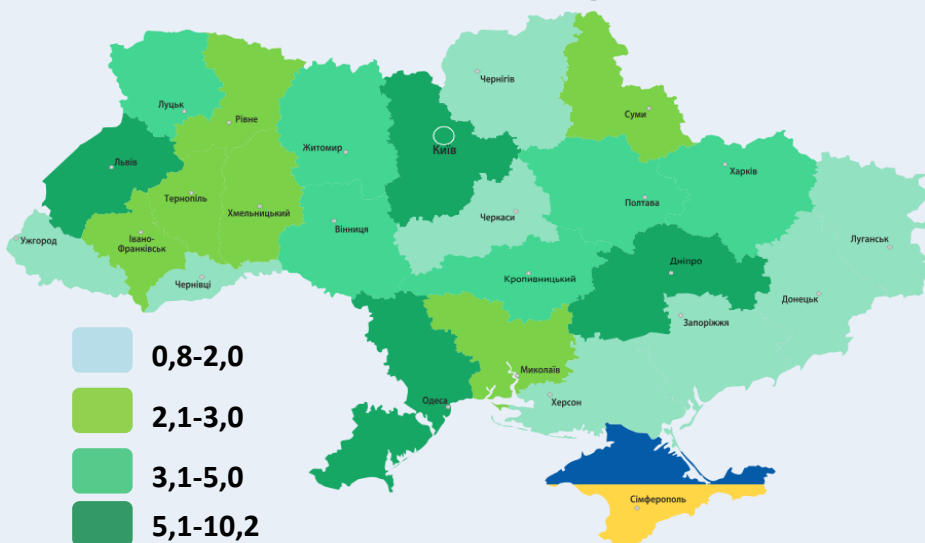 Чернігів
Луцьк
Рівне
Суми
Житомир
Київ
Львів
Харків
Тернопіль
Хмельницький
Полтава
Черкаси
Вінниця
Ужгород
Івано-
Франківськ
Луганськ
Чернівці
Кропивницький
Дніпро
Донецьк
Запоріжжя
Миколаїв
Одеса
Херсон
Сімферополь
0,8-2,0
2,1-3,0
3,1-5,0
5,1-10,2